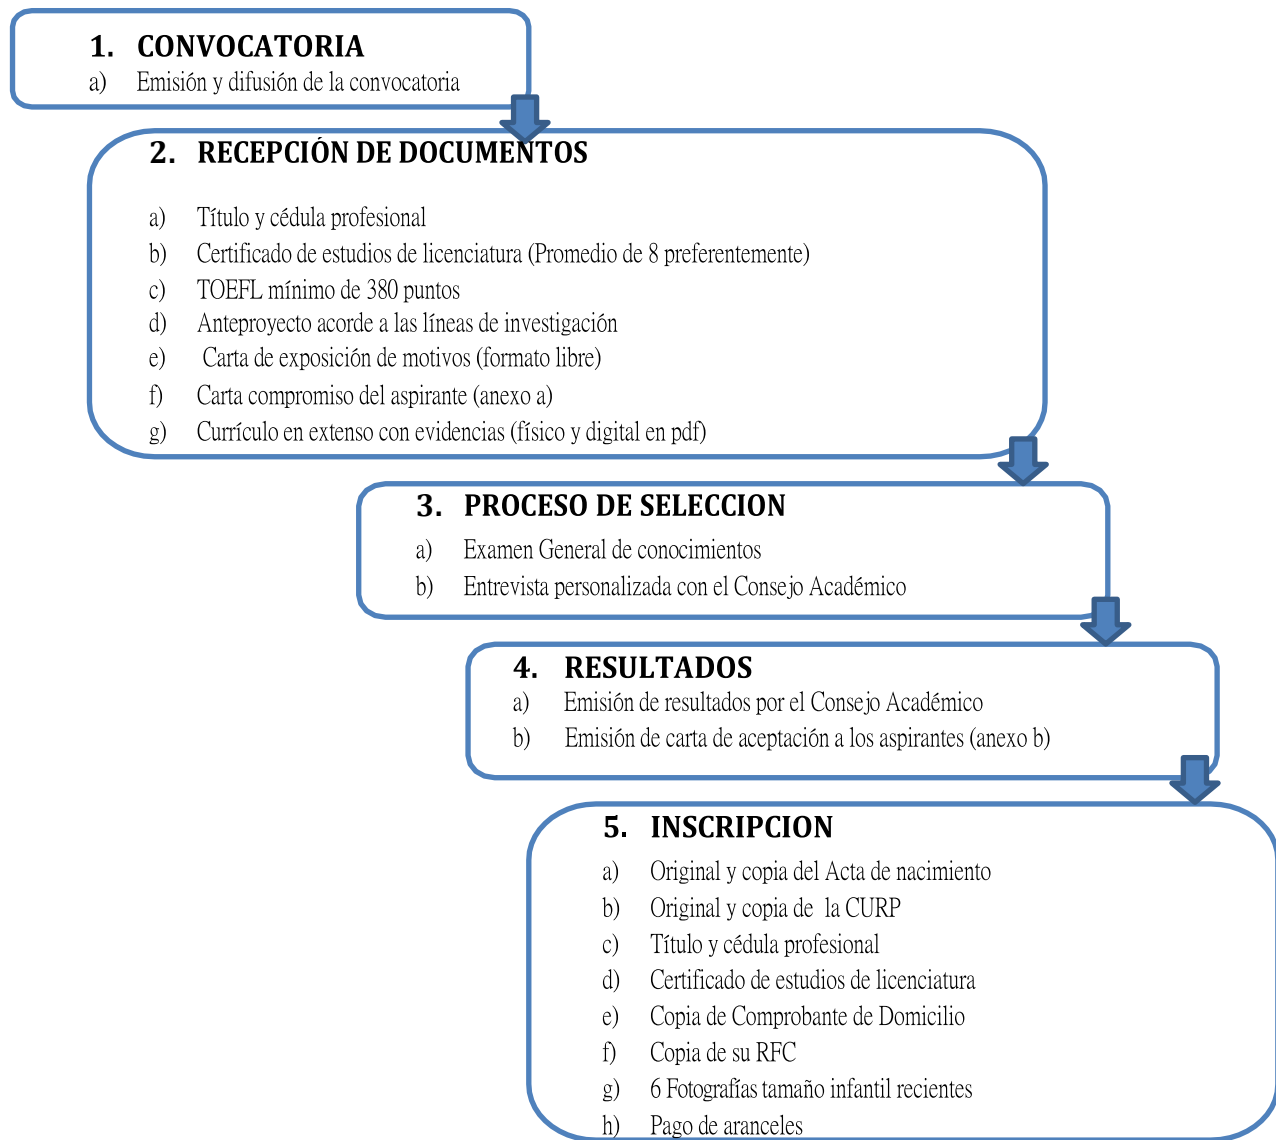 1. CONVOCATORIA
a) Emisión y difusión de la convocatoria
2. RECEPCIÓN DE DOCUMENTOS
a) Título y cédula profesional
b) Certificado de estudios de licenciatura (Promedio de 8 preferentemente)
c) TOEFL mínimo de 380 puntos
d) Anteproyecto acorde a las líneas de investigación
e) Carta de exposición de motivos (formato libre)
f) Carta compromiso del aspirante (anexo a)
g) Currículo en extenso con evidencias (físico y digital en pdf)
3. PROCESO DE SELECCION
a) Examen General de conocimientos
b) Entrevista personalizada con el Consejo Académico
4. RESULTADOS
a) Emisión de resultados por el Consejo Académico
b) Emisión de carta de aceptación a los aspirantes (anexo b)
5. INSCRIPCION
a) Original y copia del Acta de nacimiento
b) Original y copia de la CURP
c) Título y cédula profesional
d) Certificado de estudios de licenciatura
e) Copia de Comprobante de Domicilio
f) Copia de su RFC
g) 6 Fotografías tamaño infantil recientes
h) Pago de aranceles